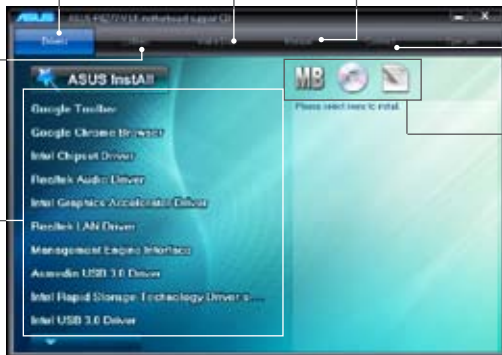 ASUS
Drivers
ASUS InstAll
MB
Please select items to install.
Google Toolbar
Google Chrome Browser
Intel Chipset Driver
Realtek Audio Driver
Intel Graphics Accelerator Driver
Realtek LAN Driver
Management Engine Interface
Asmedia USB 3.0 Driver
Intel Rapid Storage Technology Driver s...
Intel USB 3.0 Driver